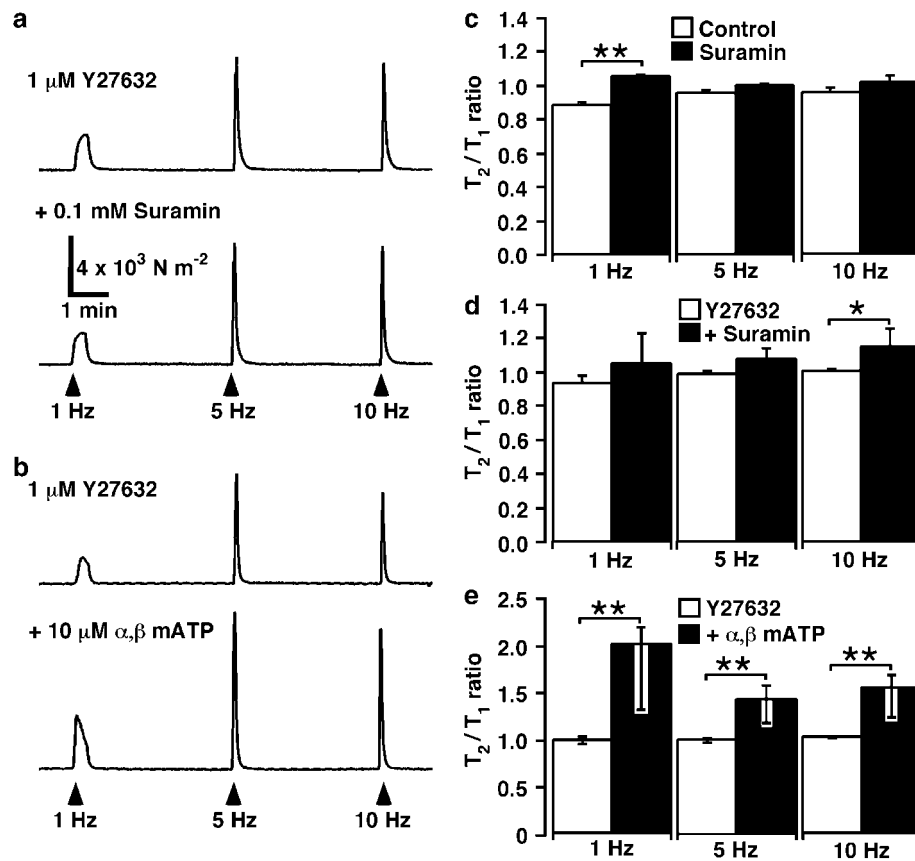 a
1 μM Y27632
+ 0.1 mM Suramin
4 x 10³ N m⁻²
1 min
1 Hz 5 Hz 10 Hz
b
1 μM Y27632
+ 10 μM α,β mATP
1 Hz 5 Hz 10 Hz
c
T₂ / T₁ ratio
1.4
1.2
1.0
0.8
0.6
0.4
0.2
0.0
Control
Suramin
**
1 Hz 5 Hz 10 Hz
d
T₂ / T₁ ratio
1.4
1.2
1.0
0.8
0.6
0.4
0.2
0.0
Y27632
+ Suramin
*
1 Hz 5 Hz 10 Hz
e
T₂ / T₁ ratio
2.5
2.0
1.5
1.0
0.5
0
Y27632
+ α,β mATP
** ** **
1 Hz 5 Hz 10 Hz